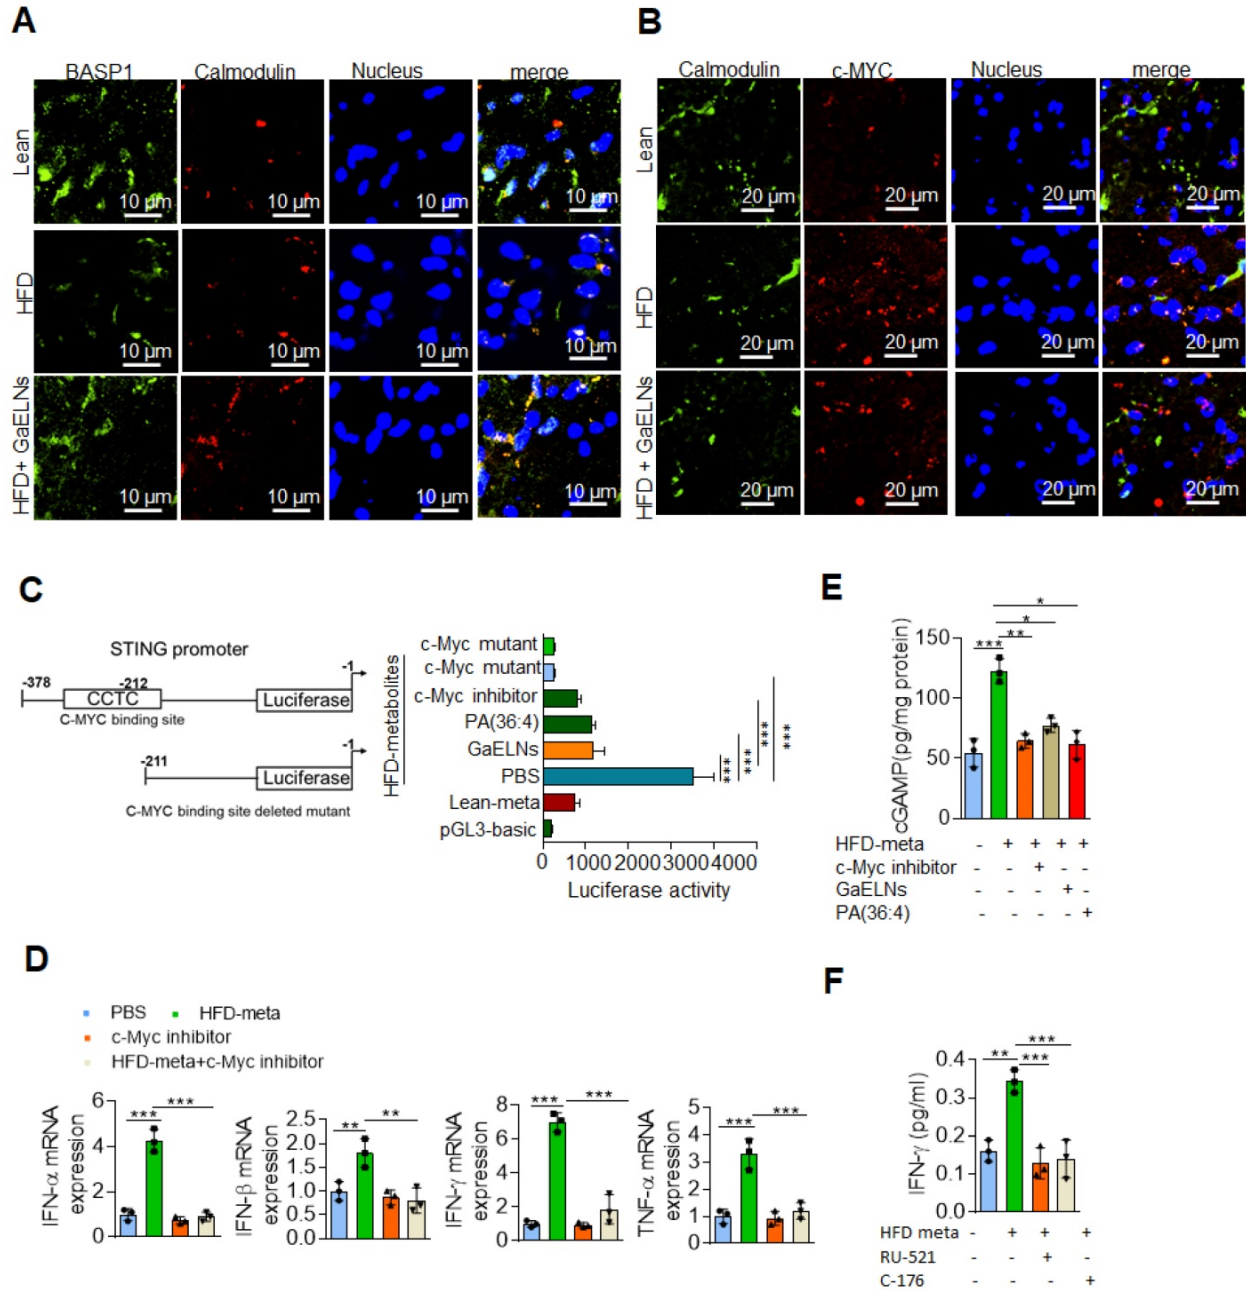 A
BASP1 Calmodulin Nucleus merge
Lean
10 µm 10 µm 10 µm 10 µm
HFD
10 µm 10 µm 10 µm 10 µm
HFD+ GaELNs
10 µm 10 µm 10 µm 10 µm
B
Calmodulin c-MYC Nucleus merge
Lean
20 µm 20 µm 20 µm 20 µm
HFD
20 µm 20 µm 20 µm 20 µm
HFD + GaELNs
20 µm 20 µm 20 µm 20 µm
C
STING promoter
-378 -212 -1
CCTC Luciferase
C-MYC binding site
-211 -1
Luciferase
C-MYC binding site deleted mutant
HFD-metabolites
c-Myc mutant
c-Myc mutant
c-Myc inhibitor
PA(36:4)
GaELNs
PBS
Lean-meta
pGL3-basic
*** *** *** ***
0 1000 2000 3000 4000
Luciferase activity
E
cGAMP(pg/mg protein)
150
100
50
0
*** ** * *
HFD-meta - + + + +
c-Myc inhibitor - - + - -
GaELNs - - - + -
PA(36:4) - - - - +
D
PBS HFD-meta
c-Myc inhibitor
HFD-meta+c-Myc inhibitor
IFN-α mRNA
expression
6
4
2
0
*** ***
IFN-β mRNA
expression
2.5
2.0
1.5
1.0
0.5
0.0
** **
IFN-γ mRNA
expression
8
6
4
2
0
*** ***
TNF-α mRNA
expression
5
4
3
2
1
0
*** ***
F
IFN-γ (pg/ml)
0.4
0.3
0.2
0.1
0.0
** *** ***
HFD meta - + + +
RU-521 - - + -
C-176 - - - +